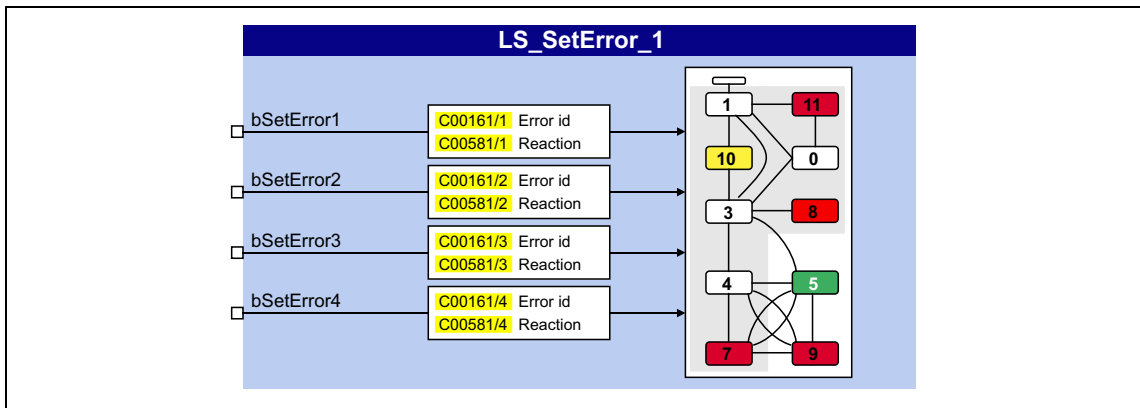 LS_SetError_1
bSetError1
C00161/1 Error id
C00581/1 Reaction
bSetError2
C00161/2 Error id
C00581/2 Reaction
bSetError3
C00161/3 Error id
C00581/3 Reaction
bSetError4
C00161/4 Error id
C00581/4 Reaction
1 11
10 0
3 8
4 5
7 9